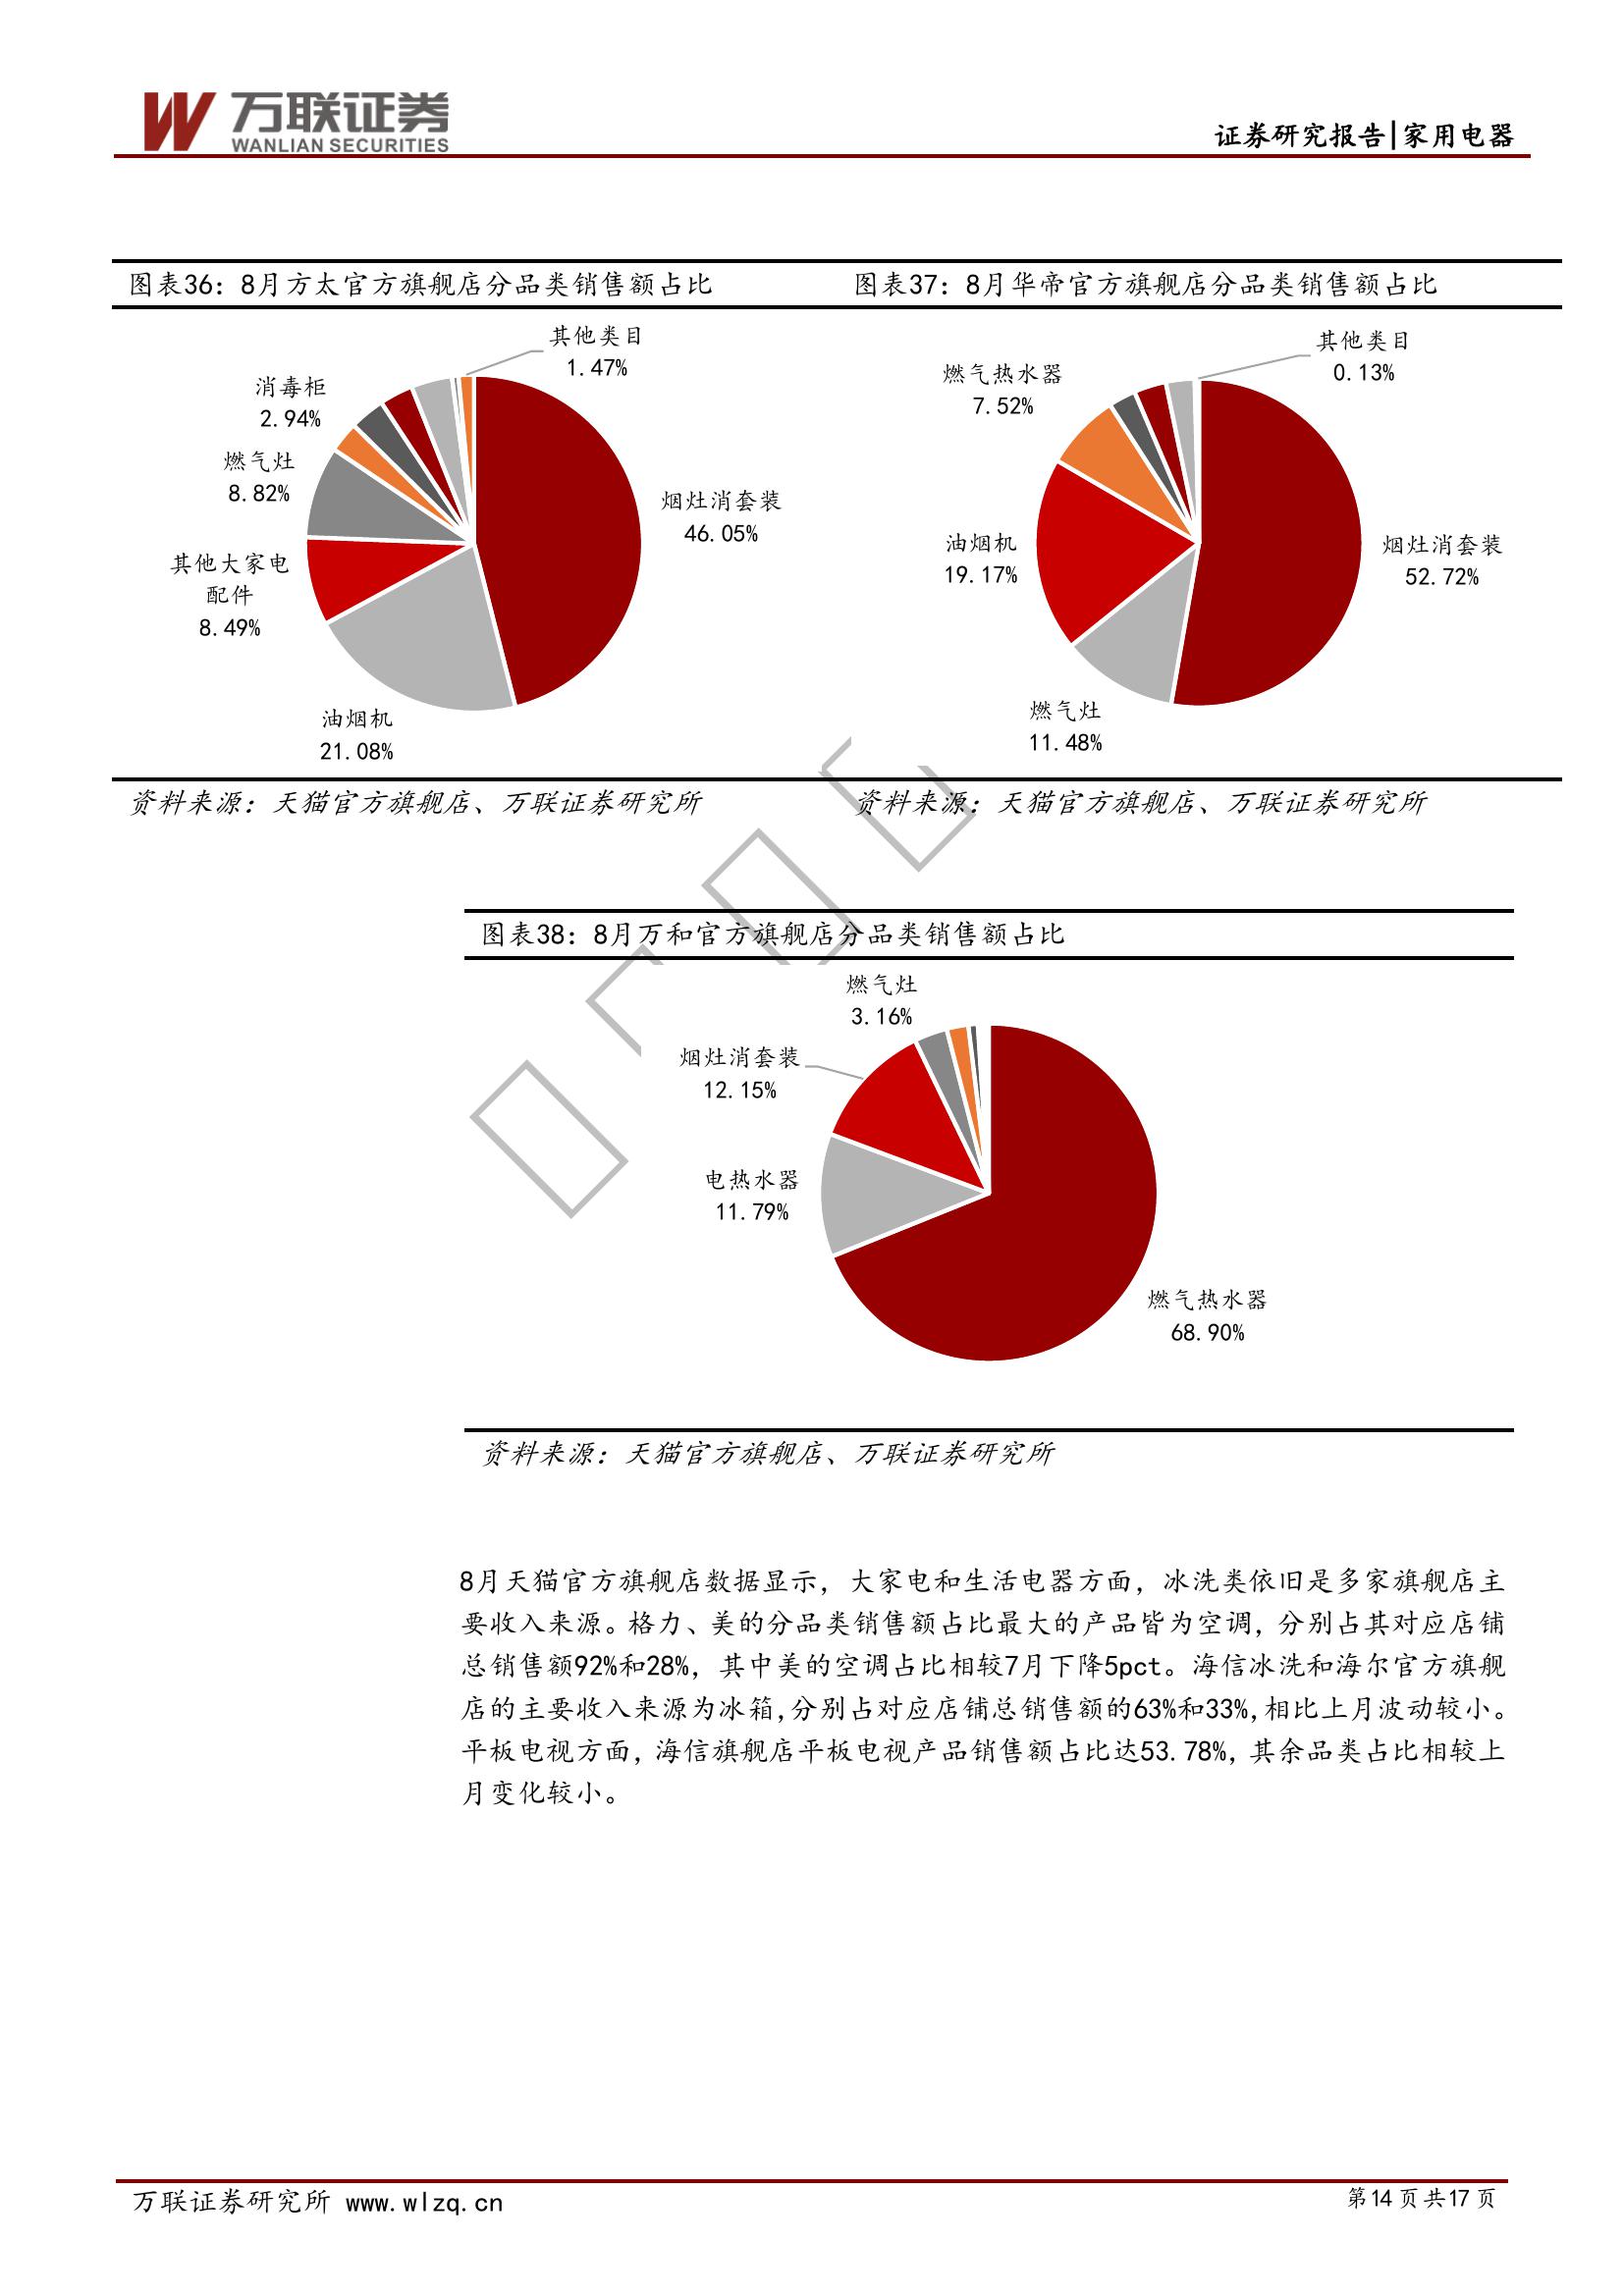 万联证券
WANLIAN SECURITIES
证券研究报告|家用电器
图表36：8月方太官方旗舰店分品类销售额占比
其他类目
1.47%
消毒柜
2.94%
燃气灶
8.82%
烟灶消套装
46.05%
其他大家电
配件
8.49%
油烟机
21.08%
资料来源：天猫官方旗舰店、万联证券研究所
图表37：8月华帝官方旗舰店分品类销售额占比
其他类目
0.13%
燃气热水器
7.52%
油烟机
19.17%
烟灶消套装
52.72%
燃气灶
11.48%
资料来源：天猫官方旗舰店、万联证券研究所
图表38：8月万和官方旗舰店分品类销售额占比
燃气灶
3.16%
烟灶消套装
12.15%
电热水器
11.79%
燃气热水器
68.90%
资料来源：天猫官方旗舰店、万联证券研究所
8月天猫官方旗舰店数据显示，大家电和生活电器方面，冰洗类依旧是多家旗舰店主
要收入来源。格力、美的分品类销售额占比最大的产品皆为空调，分别占其对应店铺
总销售额92%和28%，其中美的空调占比相较7月下降5pct。海信冰洗和海尔官方旗舰
店的主要收入来源为冰箱,分别占对应店铺总销售额的63%和33%,相比上月波动较小。
平板电视方面,海信旗舰店平板电视产品销售额占比达53.78%,其余品类占比相较上
月变化较小。
万联证券研究所 www.wlzq.cn
第14页共17页